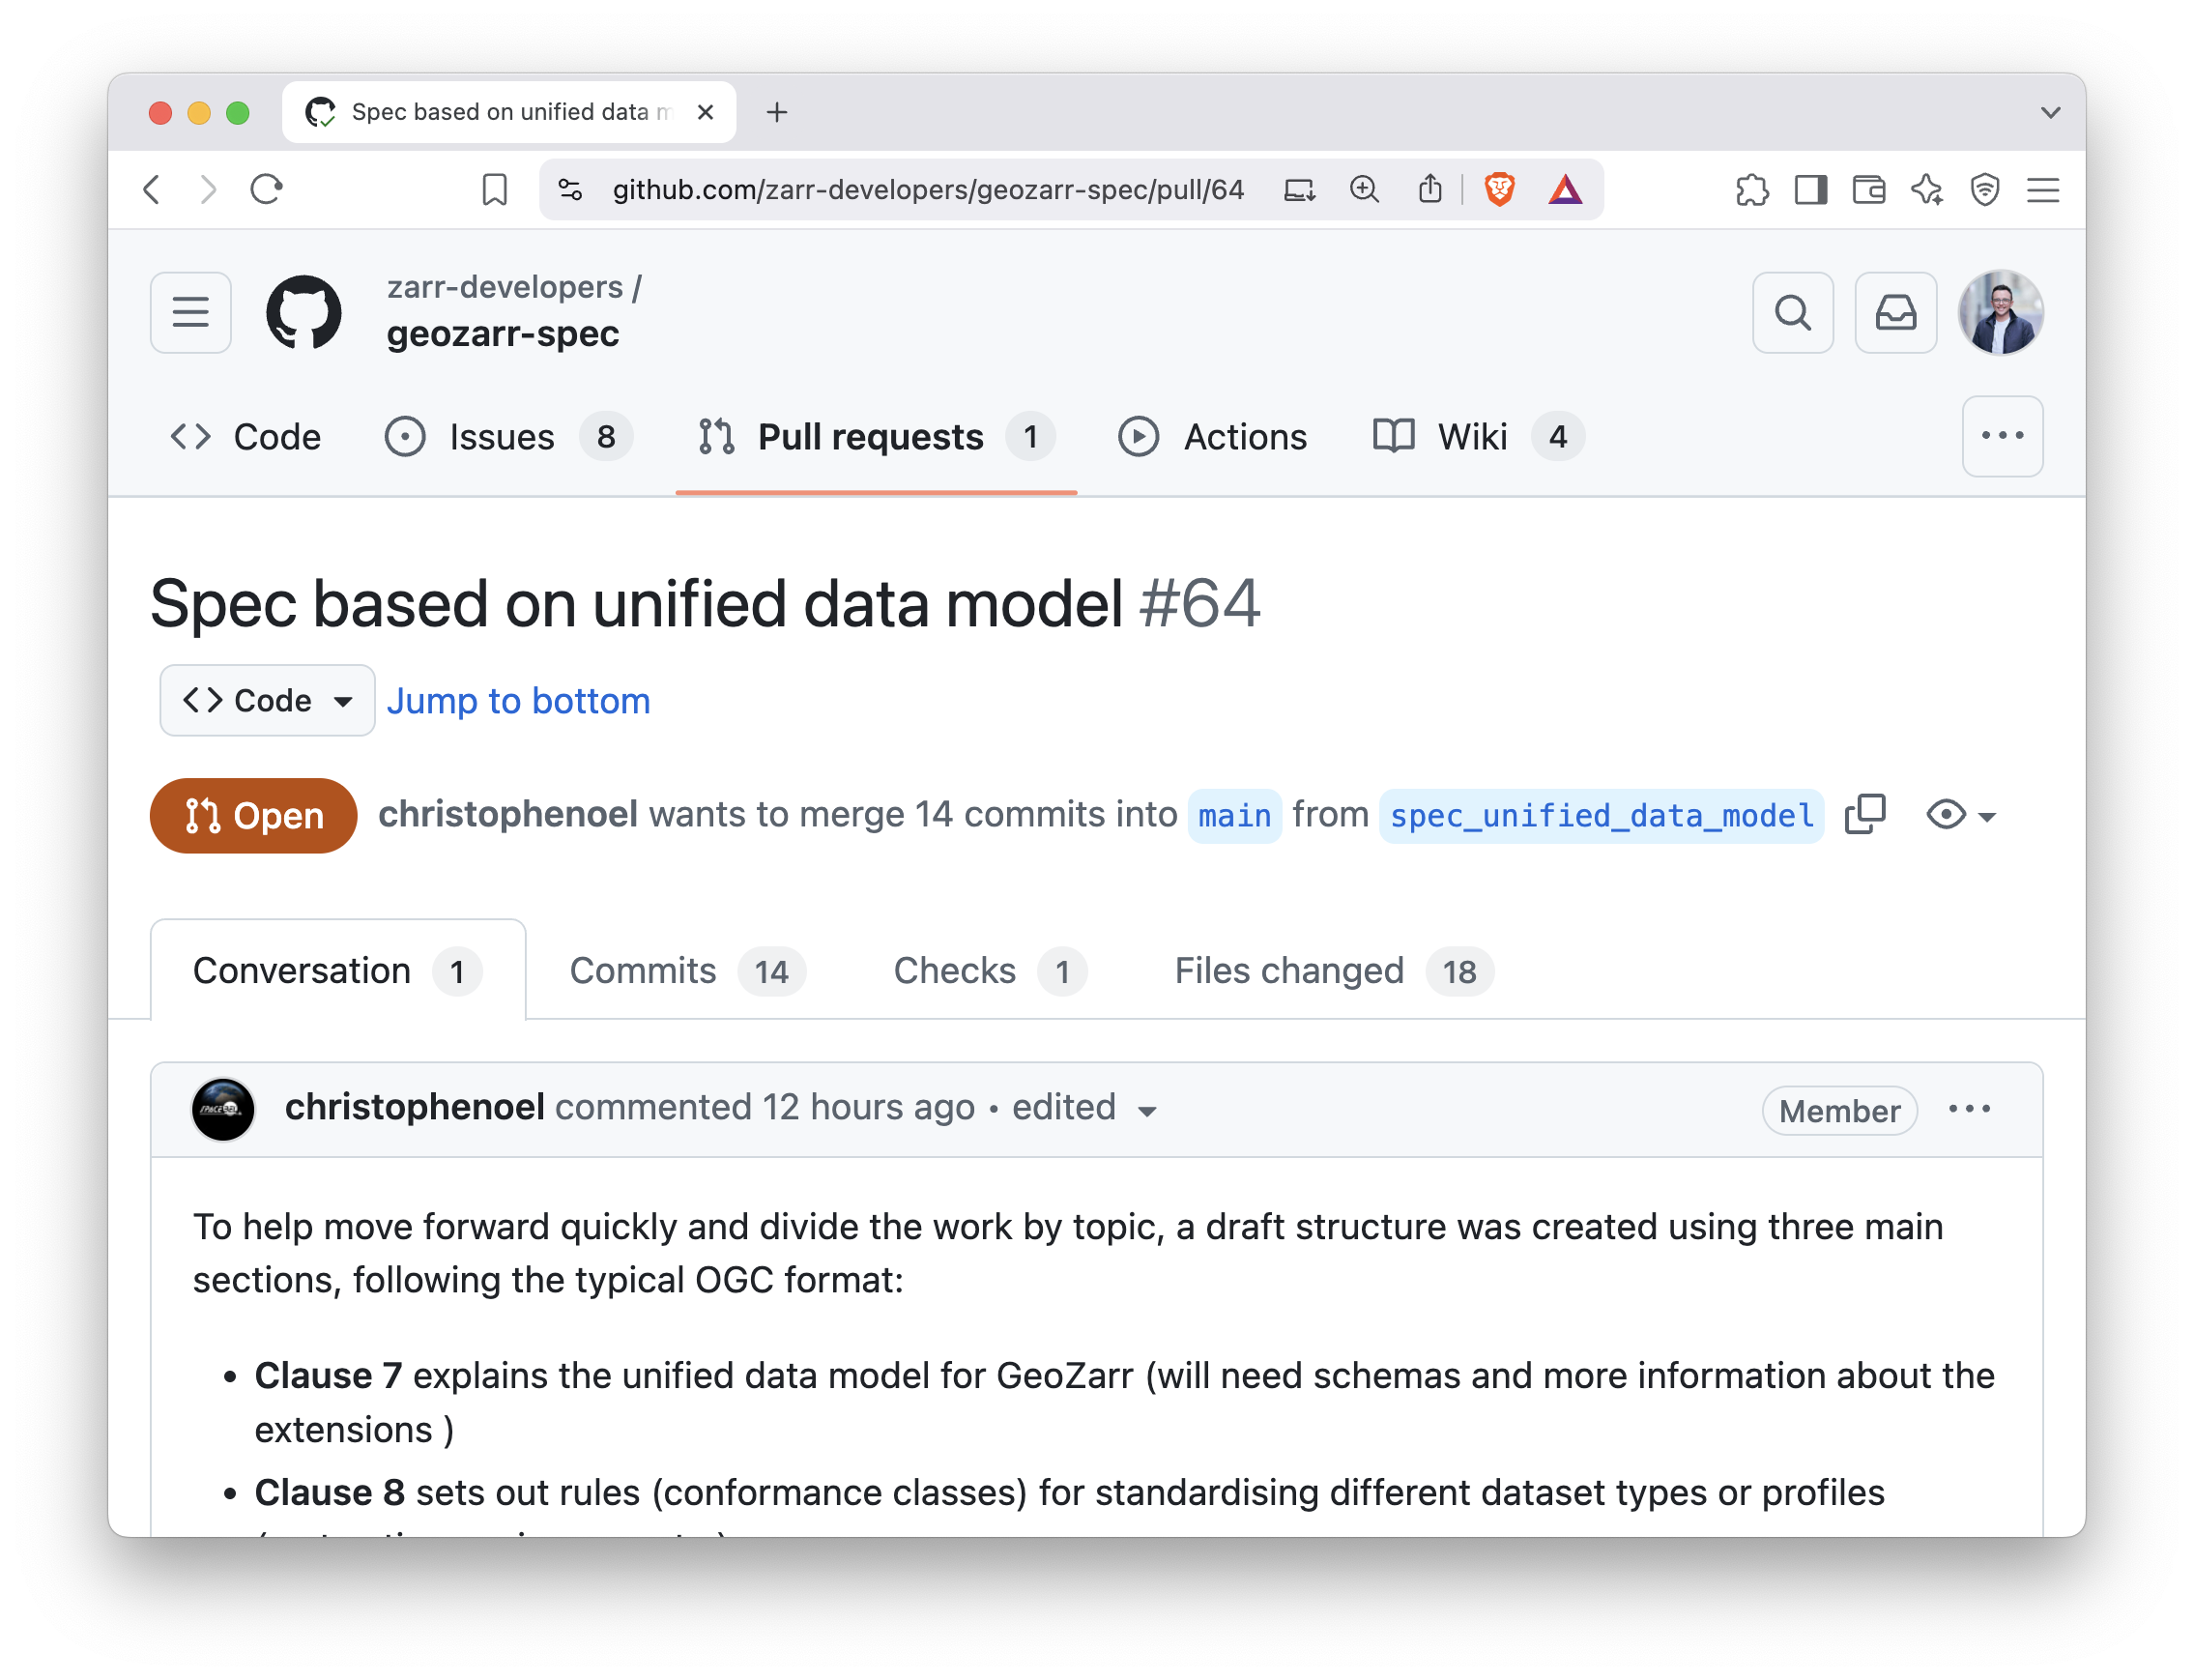 Spec based on unified data m
github.com/zarr-developers/geozarr-spec/pull/64
zarr-developers /
geozarr-spec
Code
Issues 8
Pull requests 1
Actions
Wiki 4
Spec based on unified data model #64
Code
Jump to bottom
Open
christophenoel wants to merge 14 commits into main from spec_unified_data_model
Conversation 1
Commits 14
Checks 1
Files changed 18
christophenoel commented 12 hours ago • edited
Member
To help move forward quickly and divide the work by topic, a draft structure was created using three main
sections, following the typical OGC format:
• Clause 7 explains the unified data model for GeoZarr (will need schemas and more information about the
extensions )
• Clause 8 sets out rules (conformance classes) for standardising different dataset types or profiles